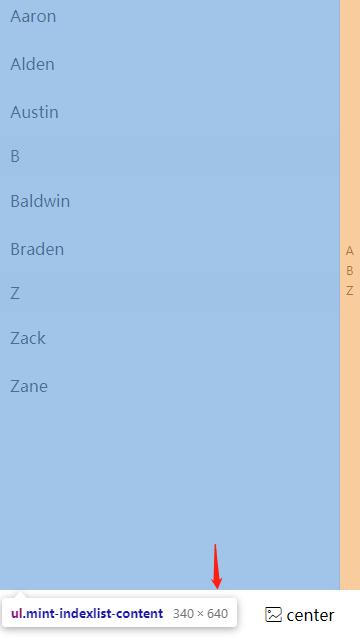 Aaron
Alden
Austin
B
Baldwin
Braden
Z
Zack
Zane
A
B
Z
ul.mint-indexlist-content 340 × 640
center